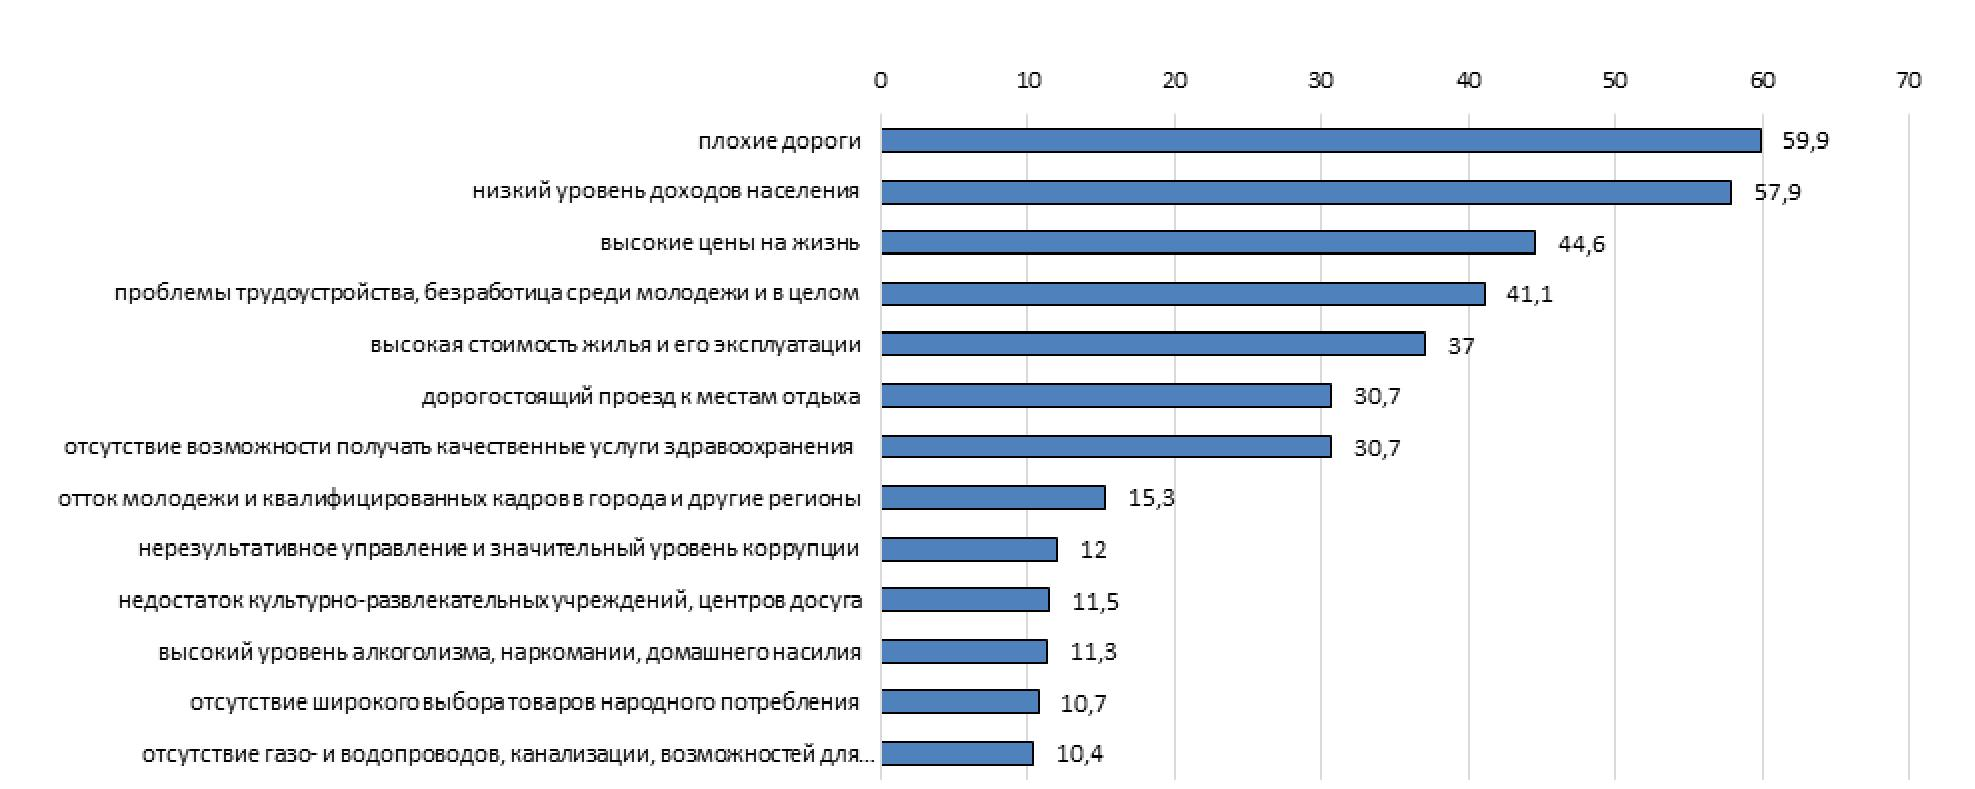 0 10 20 30 40 50 60 70
плохие дороги 59,9
низкий уровень доходов населения 57,9
высокие цены на жизнь 44,6
проблемы трудоустройства, безработица среди молодежи и в целом 41,1
высокая стоимость жилья и его эксплуатации 37
дорогостоящий проезд к местам отдыха 30,7
отсутствие возможности получать качественные услуги здравоохранения 30,7
отток молодежи и квалифицированных кадров в города и другие регионы 15,3
нерезультативное управление и значительный уровень коррупции 12
недостаток культурно-развлекательных учреждений, центров досуга 11,5
высокий уровень алкоголизма, наркомании, домашнего насилия 11,3
отсутствие широкого выбора товаров народного потребления 10,7
отсутствие газо- и водопроводов, канализации, возможностей для... 10,4